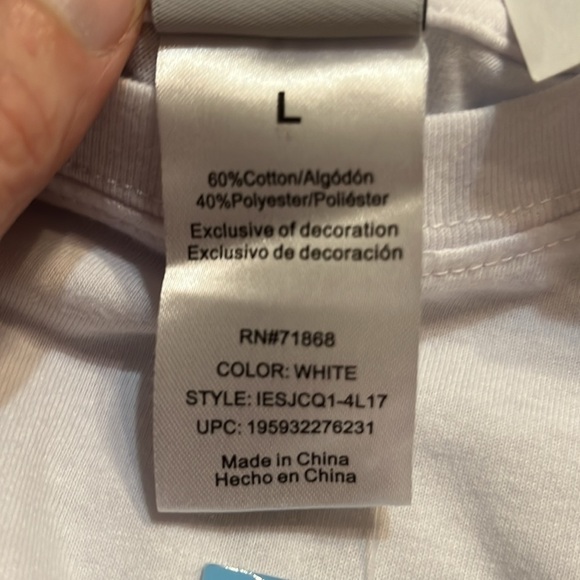 L
60%Cotton/Algódón
40%Polyester/Poliéster
Exclusive of decoration
Exclusivo de decoración
RN#71868
COLOR: WHITE
STYLE: IESJCQ1-4L17
UPC: 195932276231
Made in China
Hecho en China